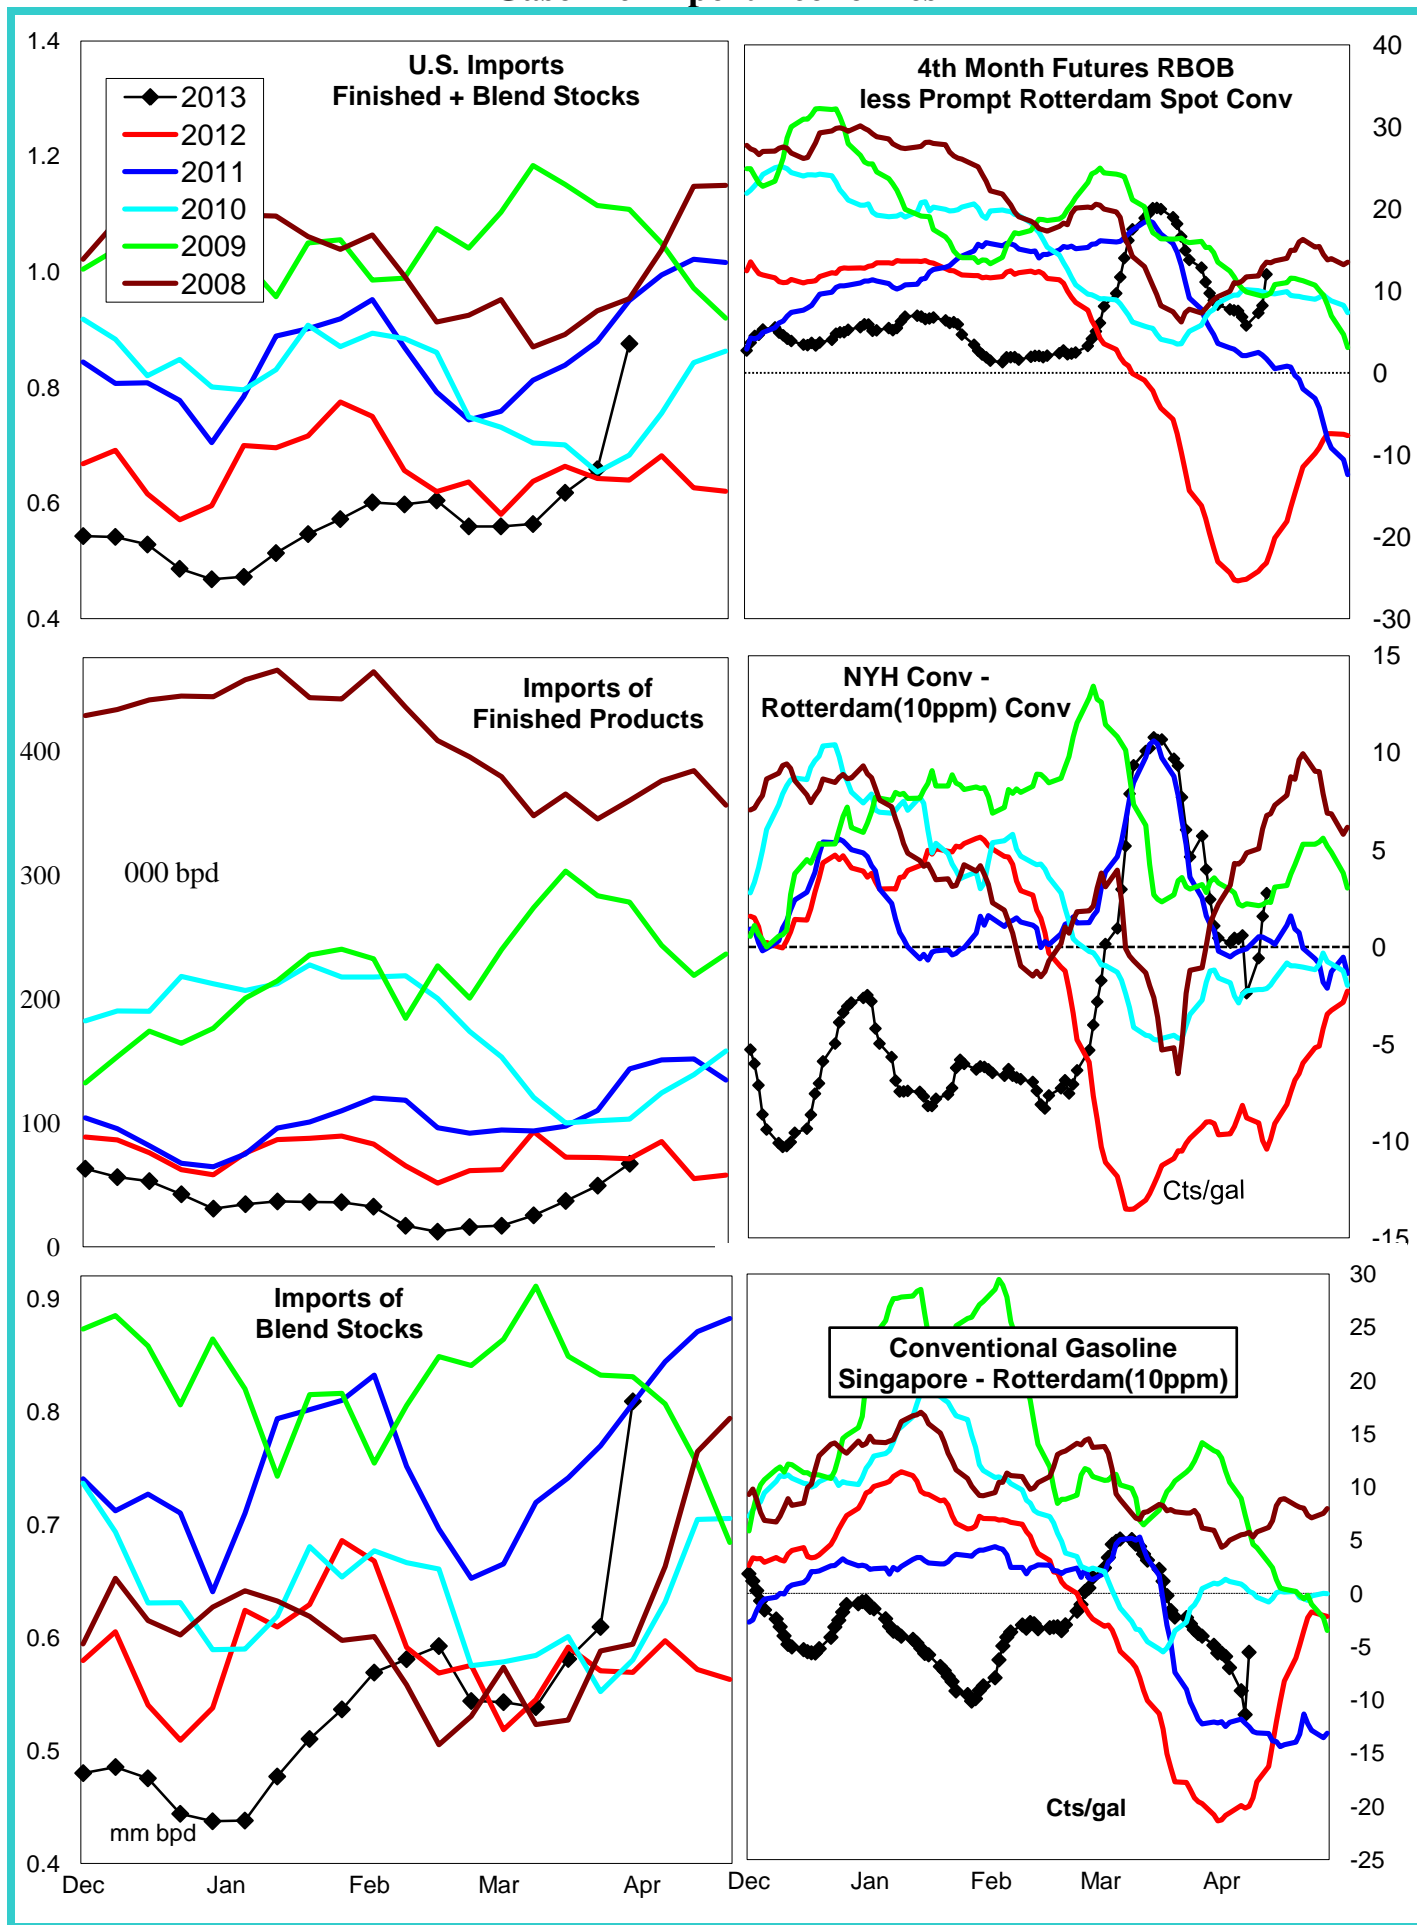 1.4
1.2
1.0
0.8
0.6
0.4
U.S. Imports
Finished + Blend Stocks
2013
2012
2011
2010
2009
2008
4th Month Futures RBOB
less Prompt Rotterdam Spot Conv
40
30
20
10
0
-10
-20
-30
Imports of
Finished Products
000 bpd
400
300
200
100
0
NYH Conv -
Rotterdam(10ppm) Conv
Cts/gal
15
10
5
0
-5
-10
-15
Imports of
Blend Stocks
mm bpd
0.9
0.8
0.7
0.6
0.5
0.4
Dec Jan Feb Mar Apr
Conventional Gasoline
Singapore - Rotterdam(10ppm)
Cts/gal
30
25
20
15
10
5
0
-5
-10
-15
-20
-25
Dec Jan Feb Mar Apr